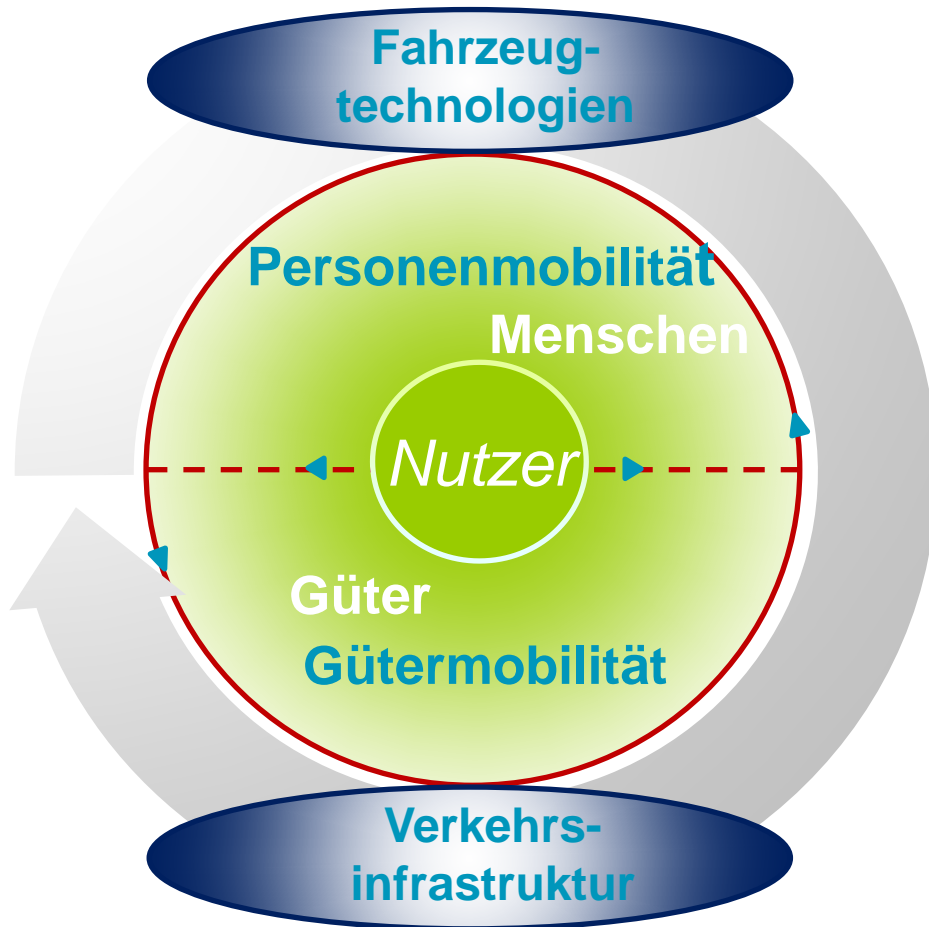 Fahrzeug-
technologien
Personenmobilität
Menschen
Nutzer
Güter
Gütermobilität
Verkehrs-
infrastruktur